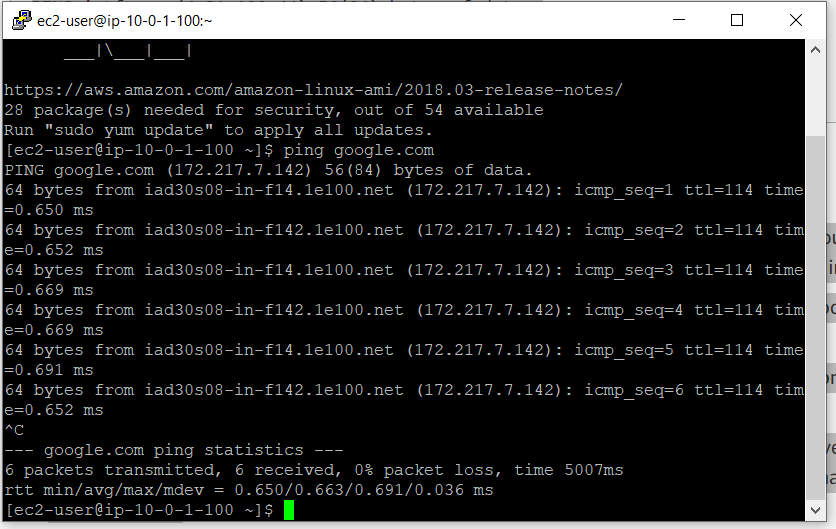 ec2-user@ip-10-0-1-100:~
___|\___|___|
https://aws.amazon.com/amazon-linux-ami/2018.03-release-notes/
28 package(s) needed for security, out of 54 available
Run "sudo yum update" to apply all updates.
[ec2-user@ip-10-0-1-100 ~]$ ping google.com
PING google.com (172.217.7.142) 56(84) bytes of data.
64 bytes from iad30s08-in-f14.1e100.net (172.217.7.142): icmp_seq=1 ttl=114 time
=0.650 ms
64 bytes from iad30s08-in-f142.1e100.net (172.217.7.142): icmp_seq=2 ttl=114 tim
e=0.652 ms
64 bytes from iad30s08-in-f14.1e100.net (172.217.7.142): icmp_seq=3 ttl=114 time
=0.669 ms
64 bytes from iad30s08-in-f142.1e100.net (172.217.7.142): icmp_seq=4 ttl=114 tim
e=0.669 ms
64 bytes from iad30s08-in-f14.1e100.net (172.217.7.142): icmp_seq=5 ttl=114 time
=0.691 ms
64 bytes from iad30s08-in-f142.1e100.net (172.217.7.142): icmp_seq=6 ttl=114 tim
e=0.652 ms
^C
--- google.com ping statistics ---
6 packets transmitted, 6 received, 0% packet loss, time 5007ms
rtt min/avg/max/mdev = 0.650/0.663/0.691/0.036 ms
[ec2-user@ip-10-0-1-100 ~]$